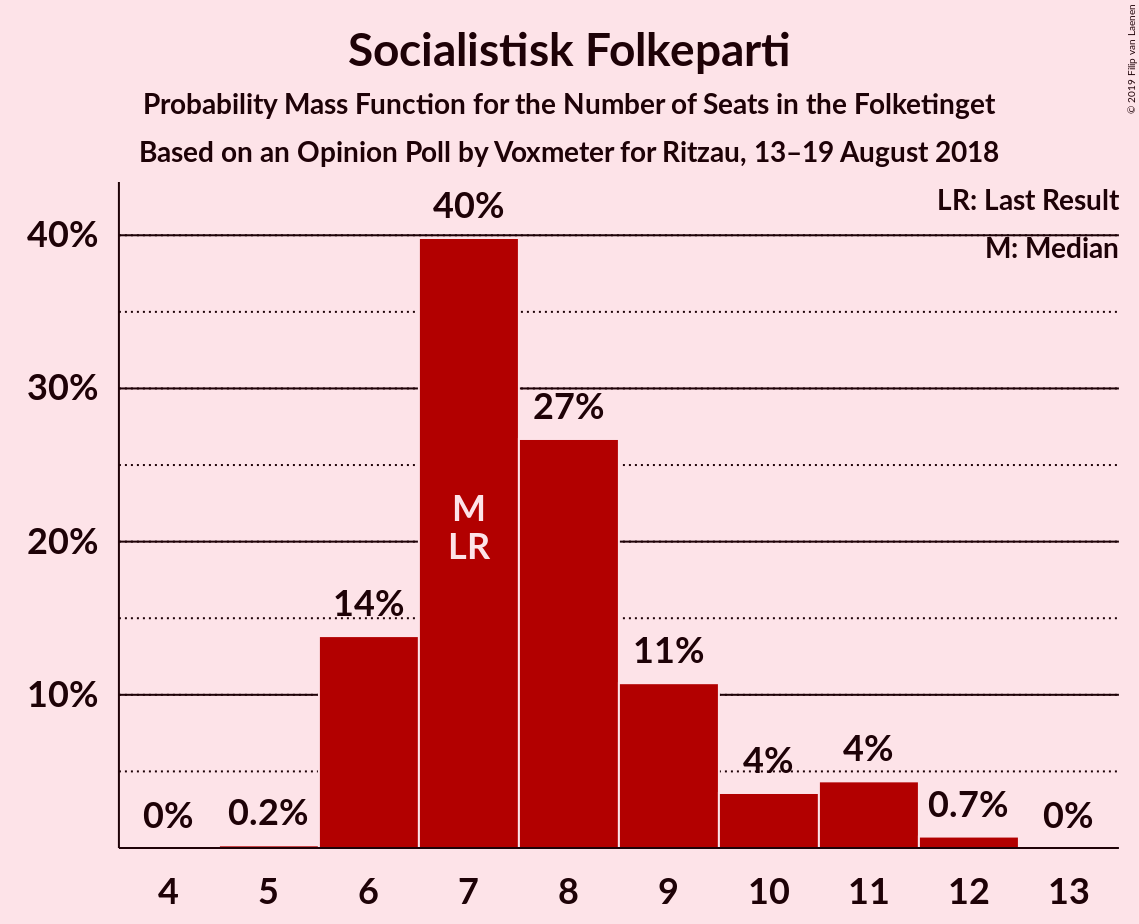 Socialistisk Folkeparti
Probability Mass Function for the Number of Seats in the Folketinget
Based on an Opinion Poll by Voxmeter for Ritzau, 13–19 August 2018
© 2019 Filip van Laenen
LR: Last Result
M: Median
40%
30%
20%
10%
0%
0.2%
14%
40%
27%
11%
4%
4%
0.7%
0%
M
LR
4 5 6 7 8 9 10 11 12 13